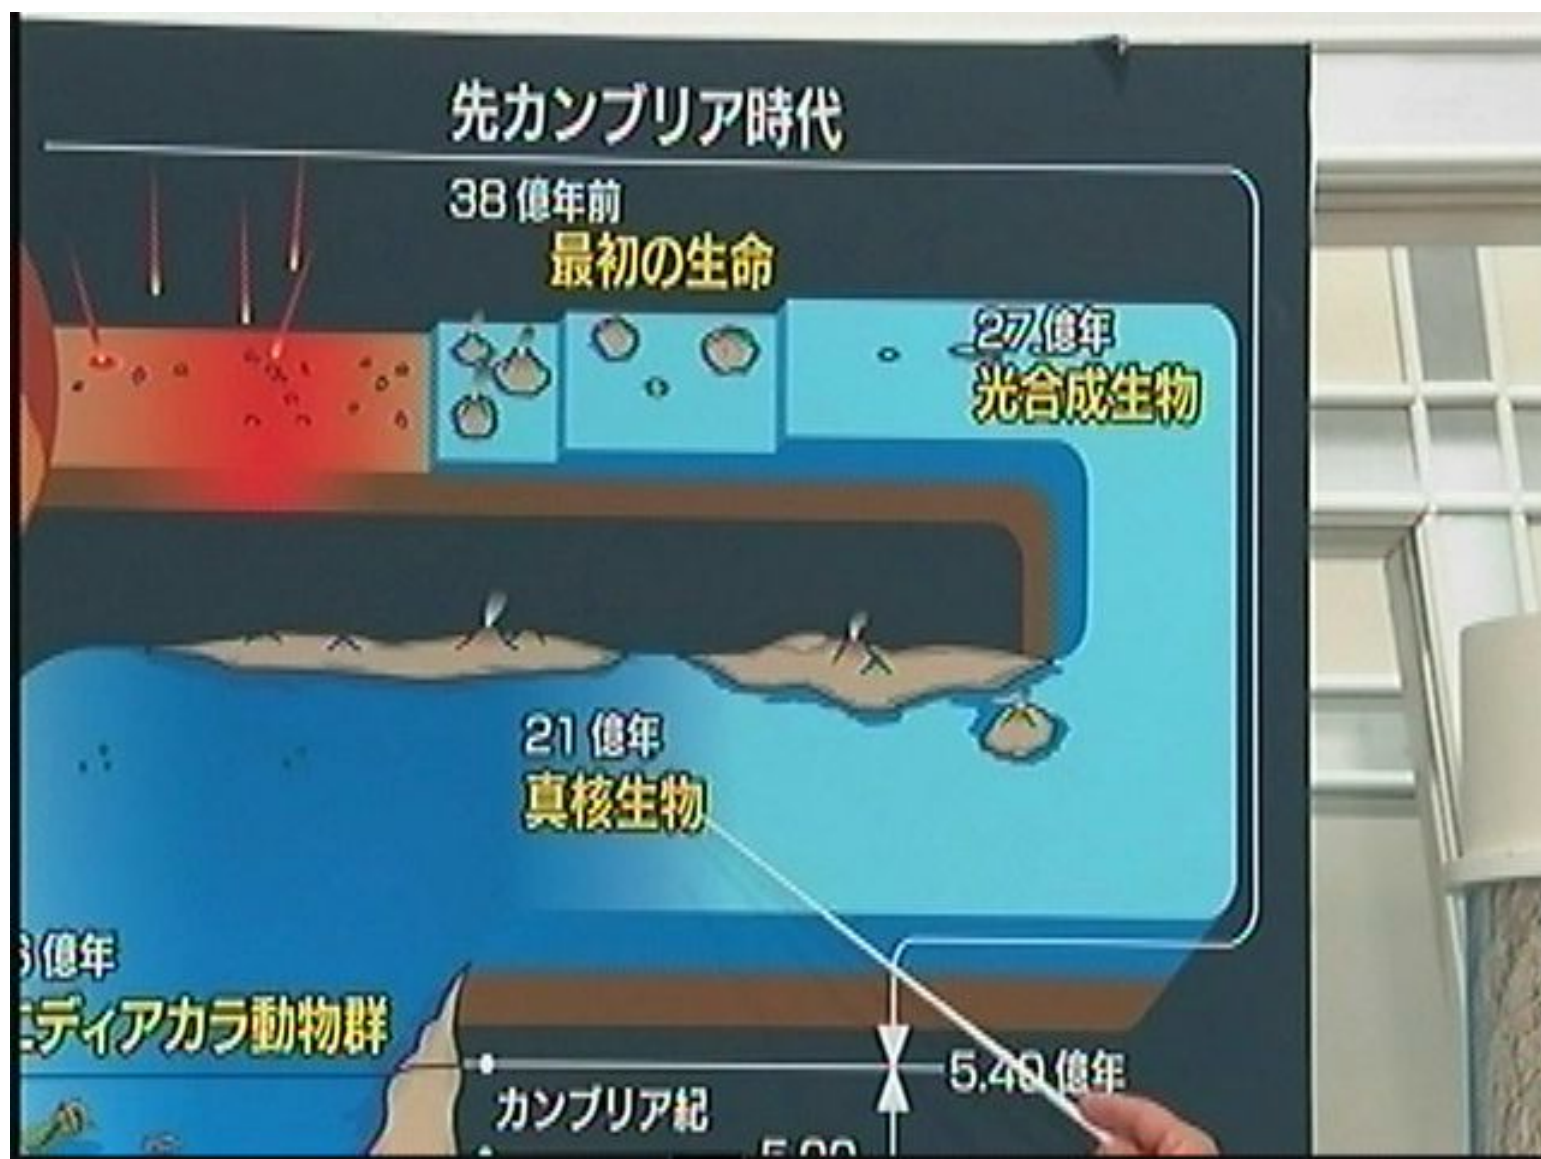 先カンブリア時代
38 億年前
最初の生命
27 億年
光合成生物
21 億年
真核生物
億年
ディアカラ動物群
5.40 億年
カンブリア紀